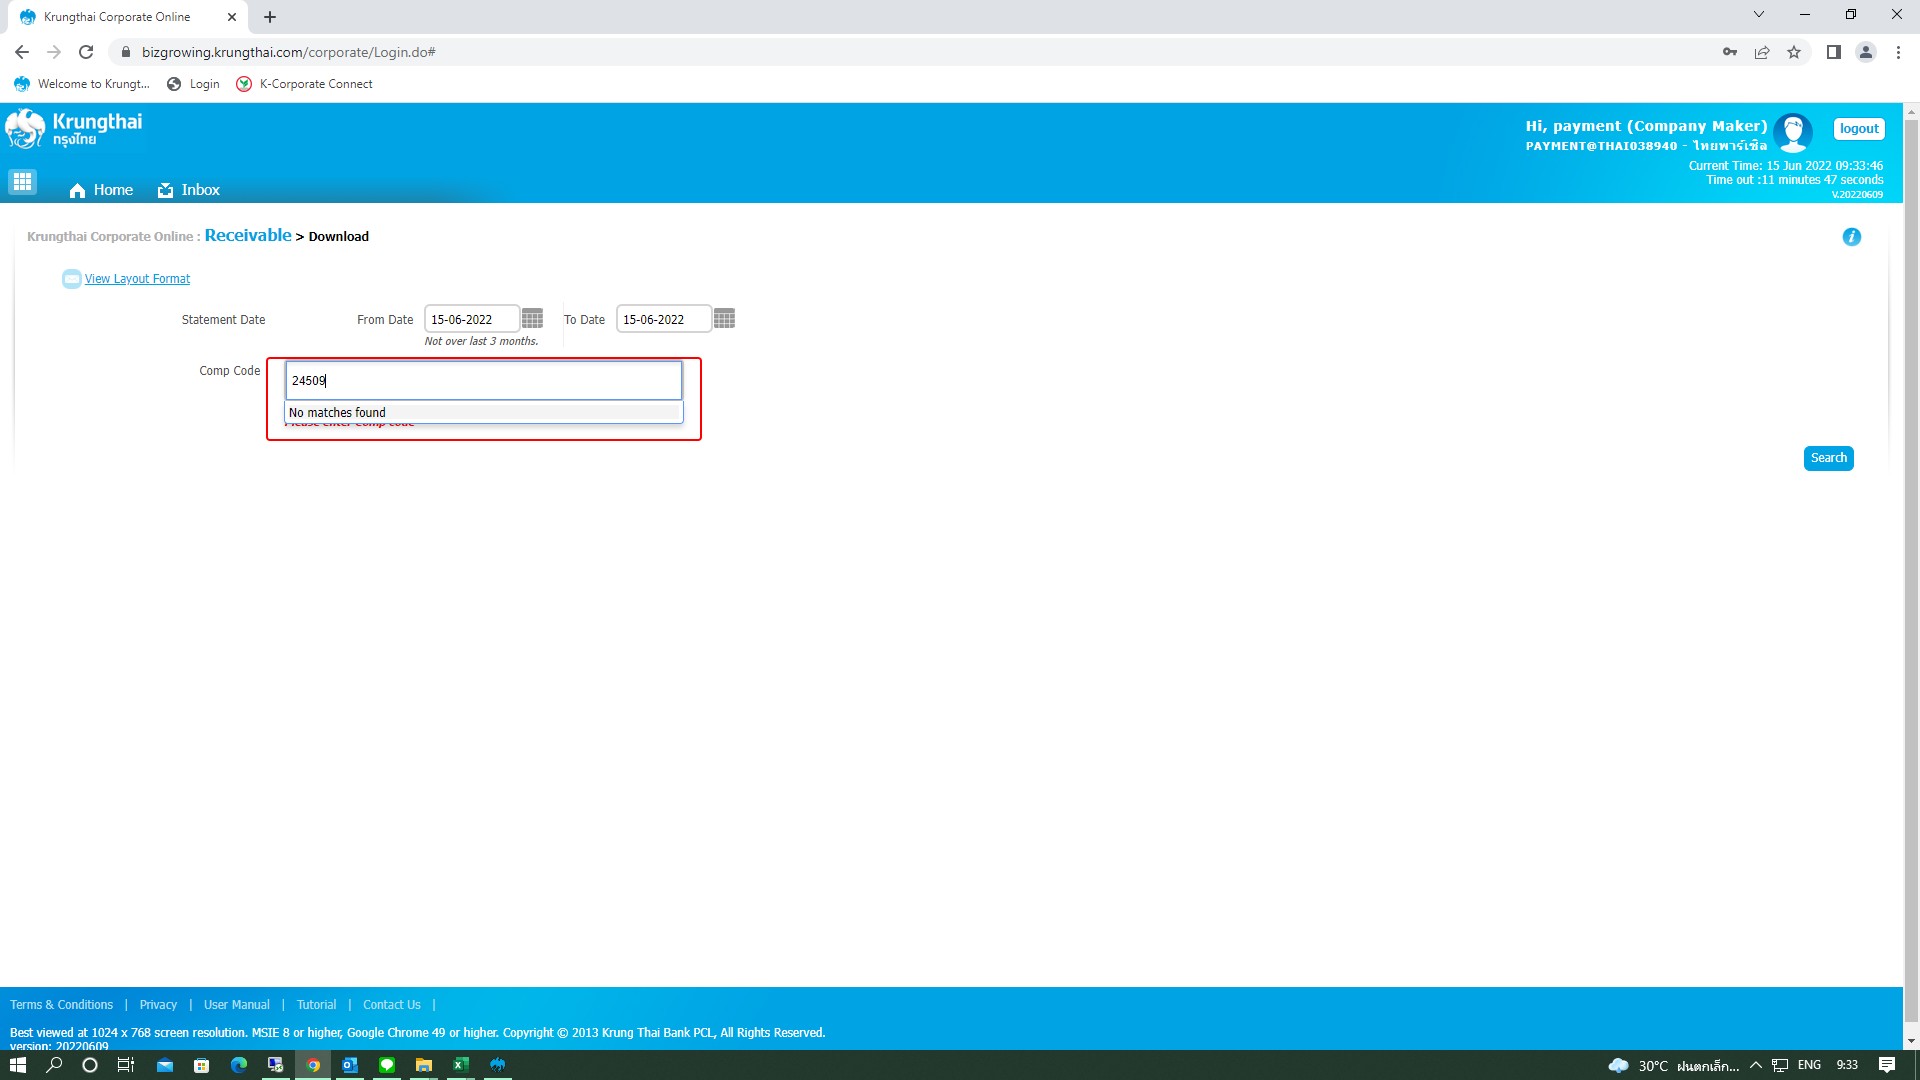 Krungthai Corporate Online
bizgrowing.krungthai.com/corporate/Login.do#
Welcome to Krungt... Login K-Corporate Connect
Krungthai
กรุงไทย
Hi, payment (Company Maker)
PAYMENT@THAI038940 - ไทยพาร์เซิล
logout
Current Time: 15 Jun 2022 09:33:46
Time out :11 minutes 47 seconds
V.20220609
Home Inbox
Krungthai Corporate Online : Receivable > Download
i
View Layout Format
Statement Date From Date 15-06-2022 To Date 15-06-2022
Not over last 3 months.
Comp Code 24509
No matches found
Please enter Comp code
Search
Terms & Conditions | Privacy | User Manual | Tutorial | Contact Us |
Best viewed at 1024 x 768 screen resolution. MSIE 8 or higher, Google Chrome 49 or higher. Copyright © 2013 Krung Thai Bank PCL, All Rights Reserved.
version: 20220609
30°C ฝนตกเล็ก... ENG 9:33